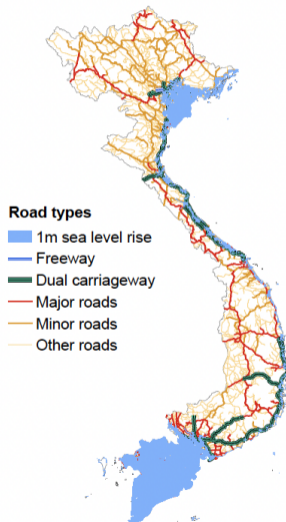 Road types
1m sea level rise
Freeway
Dual carriageway
Major roads
Minor roads
Other roads